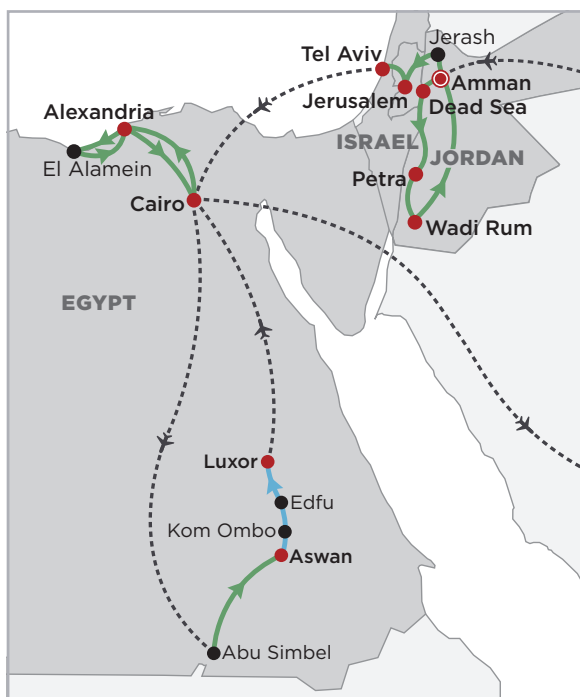 Jerash
Tel Aviv
Amman
Jerusalem
Dead Sea
Alexandria
ISRAEL
El Alamein
JORDAN
Petra
Cairo
Wadi Rum
EGYPT
Luxor
Edfu
Kom Ombo
Aswan
Abu Simbel